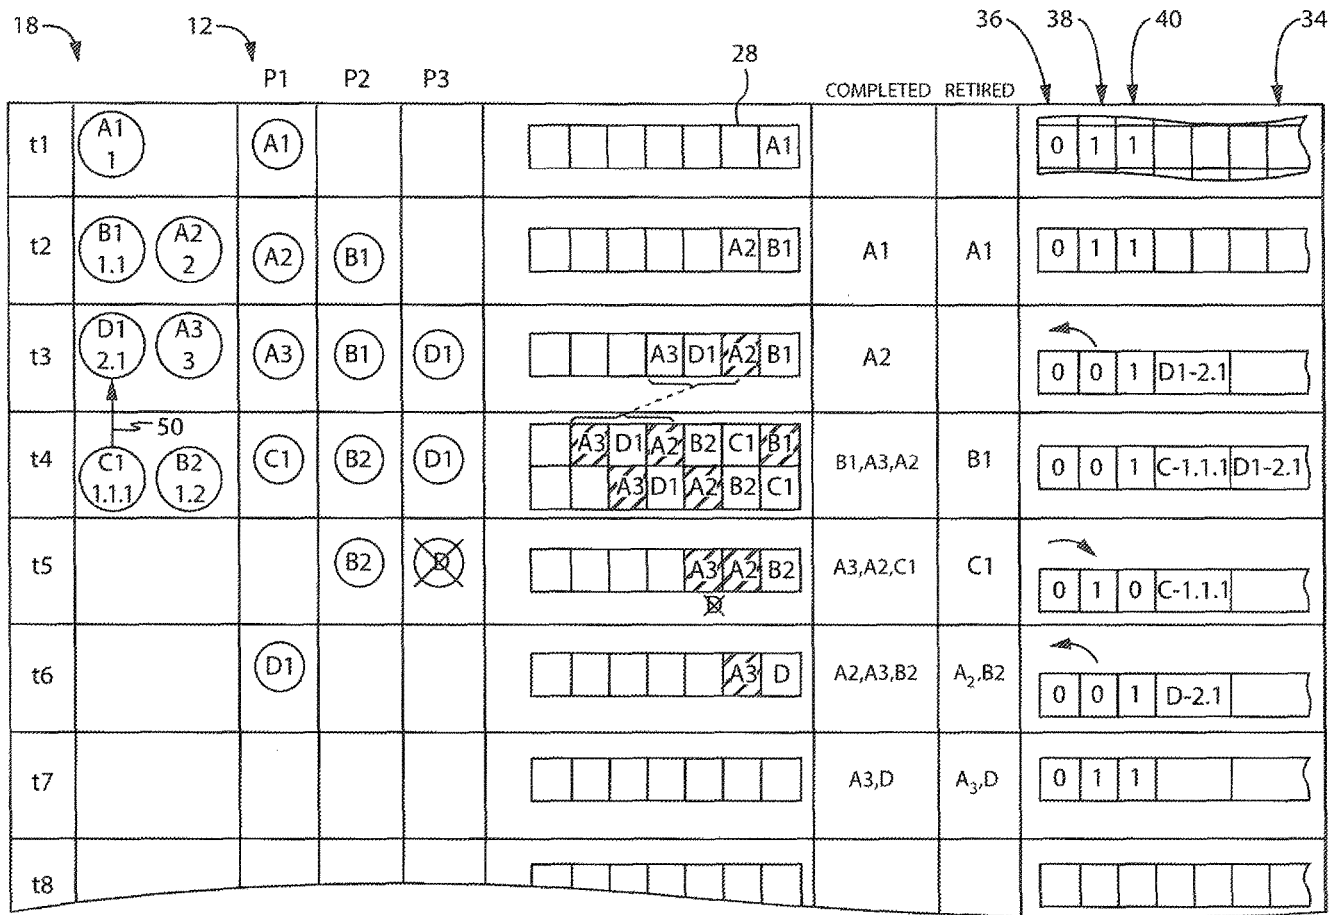 18 12 36 38 40 34
P1 P2 P3 28
COMPLETED RETIRED
t1 A1 1 A1 A1 0 1 1
t2 B1 1.1 A2 2 A2 B1 A2 B1 A1 A1 0 1 1
t3 D1 2.1 A3 3 A3 B1 D1 A3 D1 A2 B1 A2 0 0 1 D1-2.1
50
t4 C1 1.1.1 B2 1.2 C1 B2 D1 A3 D1 A2 B2 C1 B1 B1,A3,A2 B1 0 0 1 C-1.1.1 D1-2.1
A3 D1 A2 B2 C1
t5 B2 D A3 A2 B2 A3,A2,C1 C1 0 1 0 C-1.1.1
D
t6 D1 A3 D A2,A3,B2 A2,B2 0 0 1 D-2.1
t7 A3,D A3,D 0 1 1
t8